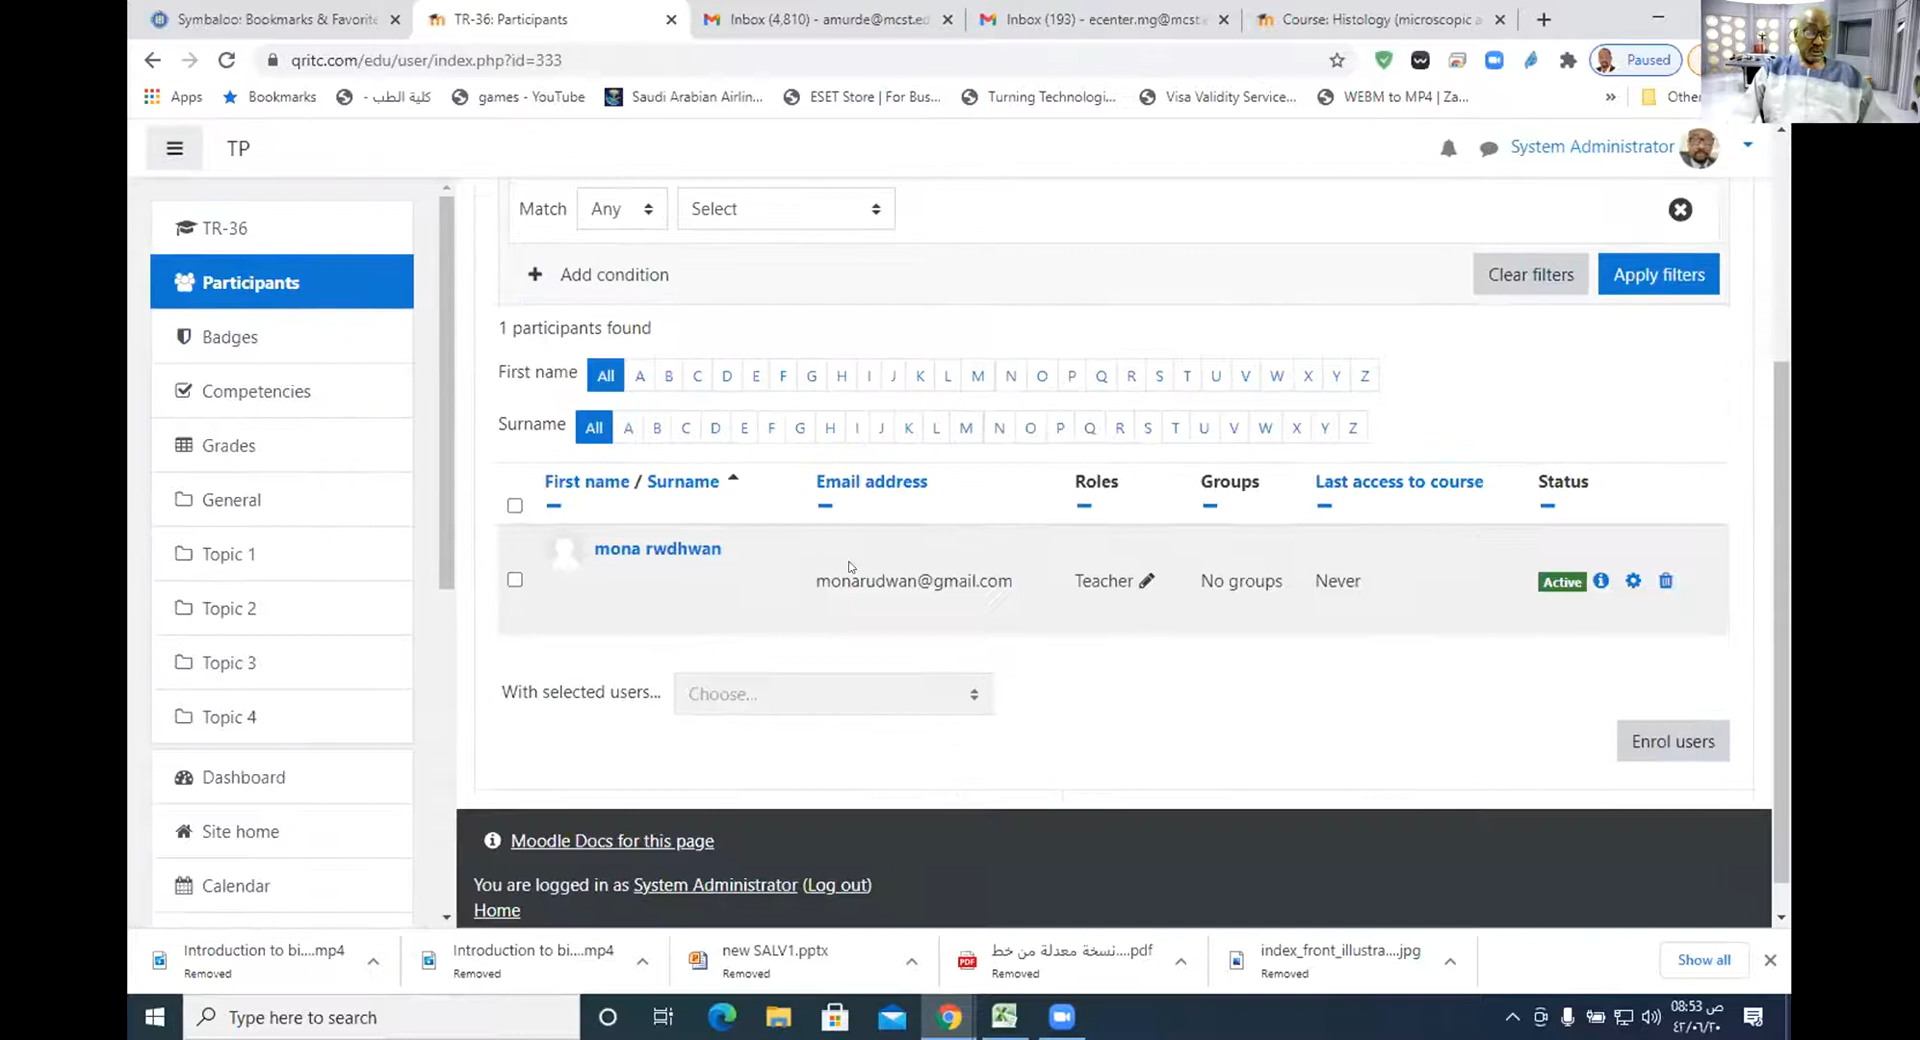 Symbaloo: Bookmarks & Favorite
TR-36: Participants
Inbox (4,810) - amurde@mcst.ed
Inbox (193) - ecenter.mg@mcst.e
Course: Histology (microscopic a
qritc.com/edu/user/index.php?id=333
Paused
Apps
Bookmarks
كلية الطب -
games - YouTube
Saudi Arabian Airlin...
ESET Store | For Bus...
Turning Technologi...
Visa Validity Service...
WEBM to MP4 | Za...
»
Other
TP
System Administrator
TR-36
Participants
Badges
Competencies
Grades
General
Topic 1
Topic 2
Topic 3
Topic 4
Dashboard
Site home
Calendar
Match Any Select
Add condition
Clear filters
Apply filters
1 participants found
First name All A B C D E F G H I J K L M N O P Q R S T U V W X Y Z
Surname All A B C D E F G H I J K L M N O P Q R S T U V W X Y Z
First name / Surname Email address Roles Groups Last access to course Status
mona rwdhwan
monarudwan@gmail.com Teacher No groups Never Active
With selected users... Choose...
Enrol users
Moodle Docs for this page
You are logged in as System Administrator (Log out)
Home
Introduction to bi....mp4
Removed
Introduction to bi....mp4
Removed
new SALV1.pptx
Removed
نسخة معدلة من خط....pdf
Removed
index_front_illustra....jpg
Removed
Show all
Type here to search
08:53 ص
٤٢/٠٦/٢٠